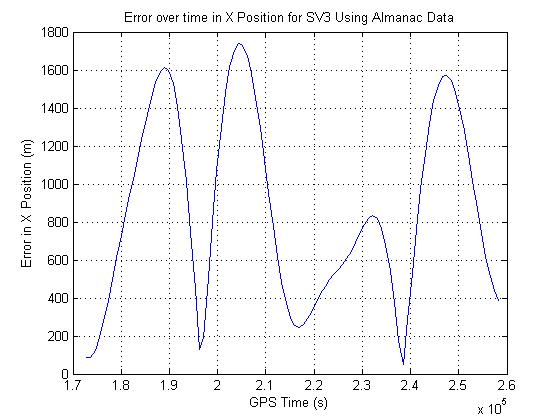 Error over time in X Position for SV3 Using Almanac Data
1800
1600
1400
1200
1000
800
600
400
200
0
Error in X Position (m)
1.7 1.8 1.9 2 2.1 2.2 2.3 2.4 2.5 2.6
GPS Time (s)
x 10^5